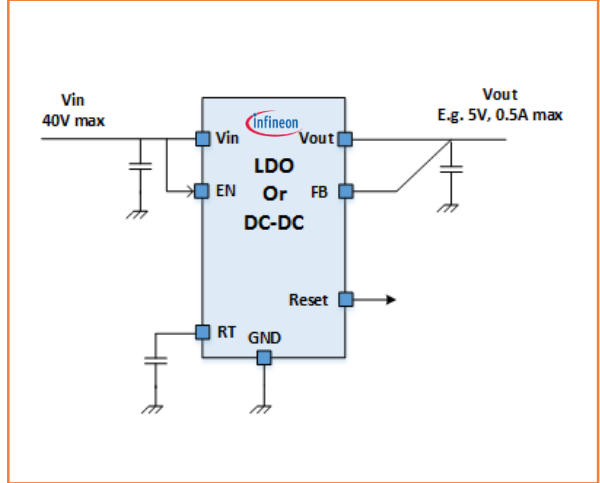 Vin
40V max
Vout
E.g. 5V, 0.5A max
infineon
Vin
Vout
LDO
EN
Or
FB
DC-DC
Reset
RT
GND